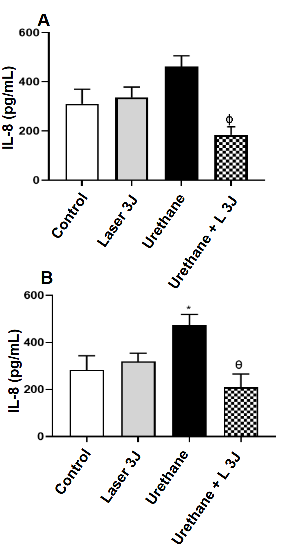 A
600
400
200
0
IL-8 (pg/mL)
ϕ
Control
Laser 3J
Urethane
Urethane + L 3J
B
600
400
200
0
IL-8 (pg/mL)
*
θ
Control
Laser 3J
Urethane
Urethane + L 3J